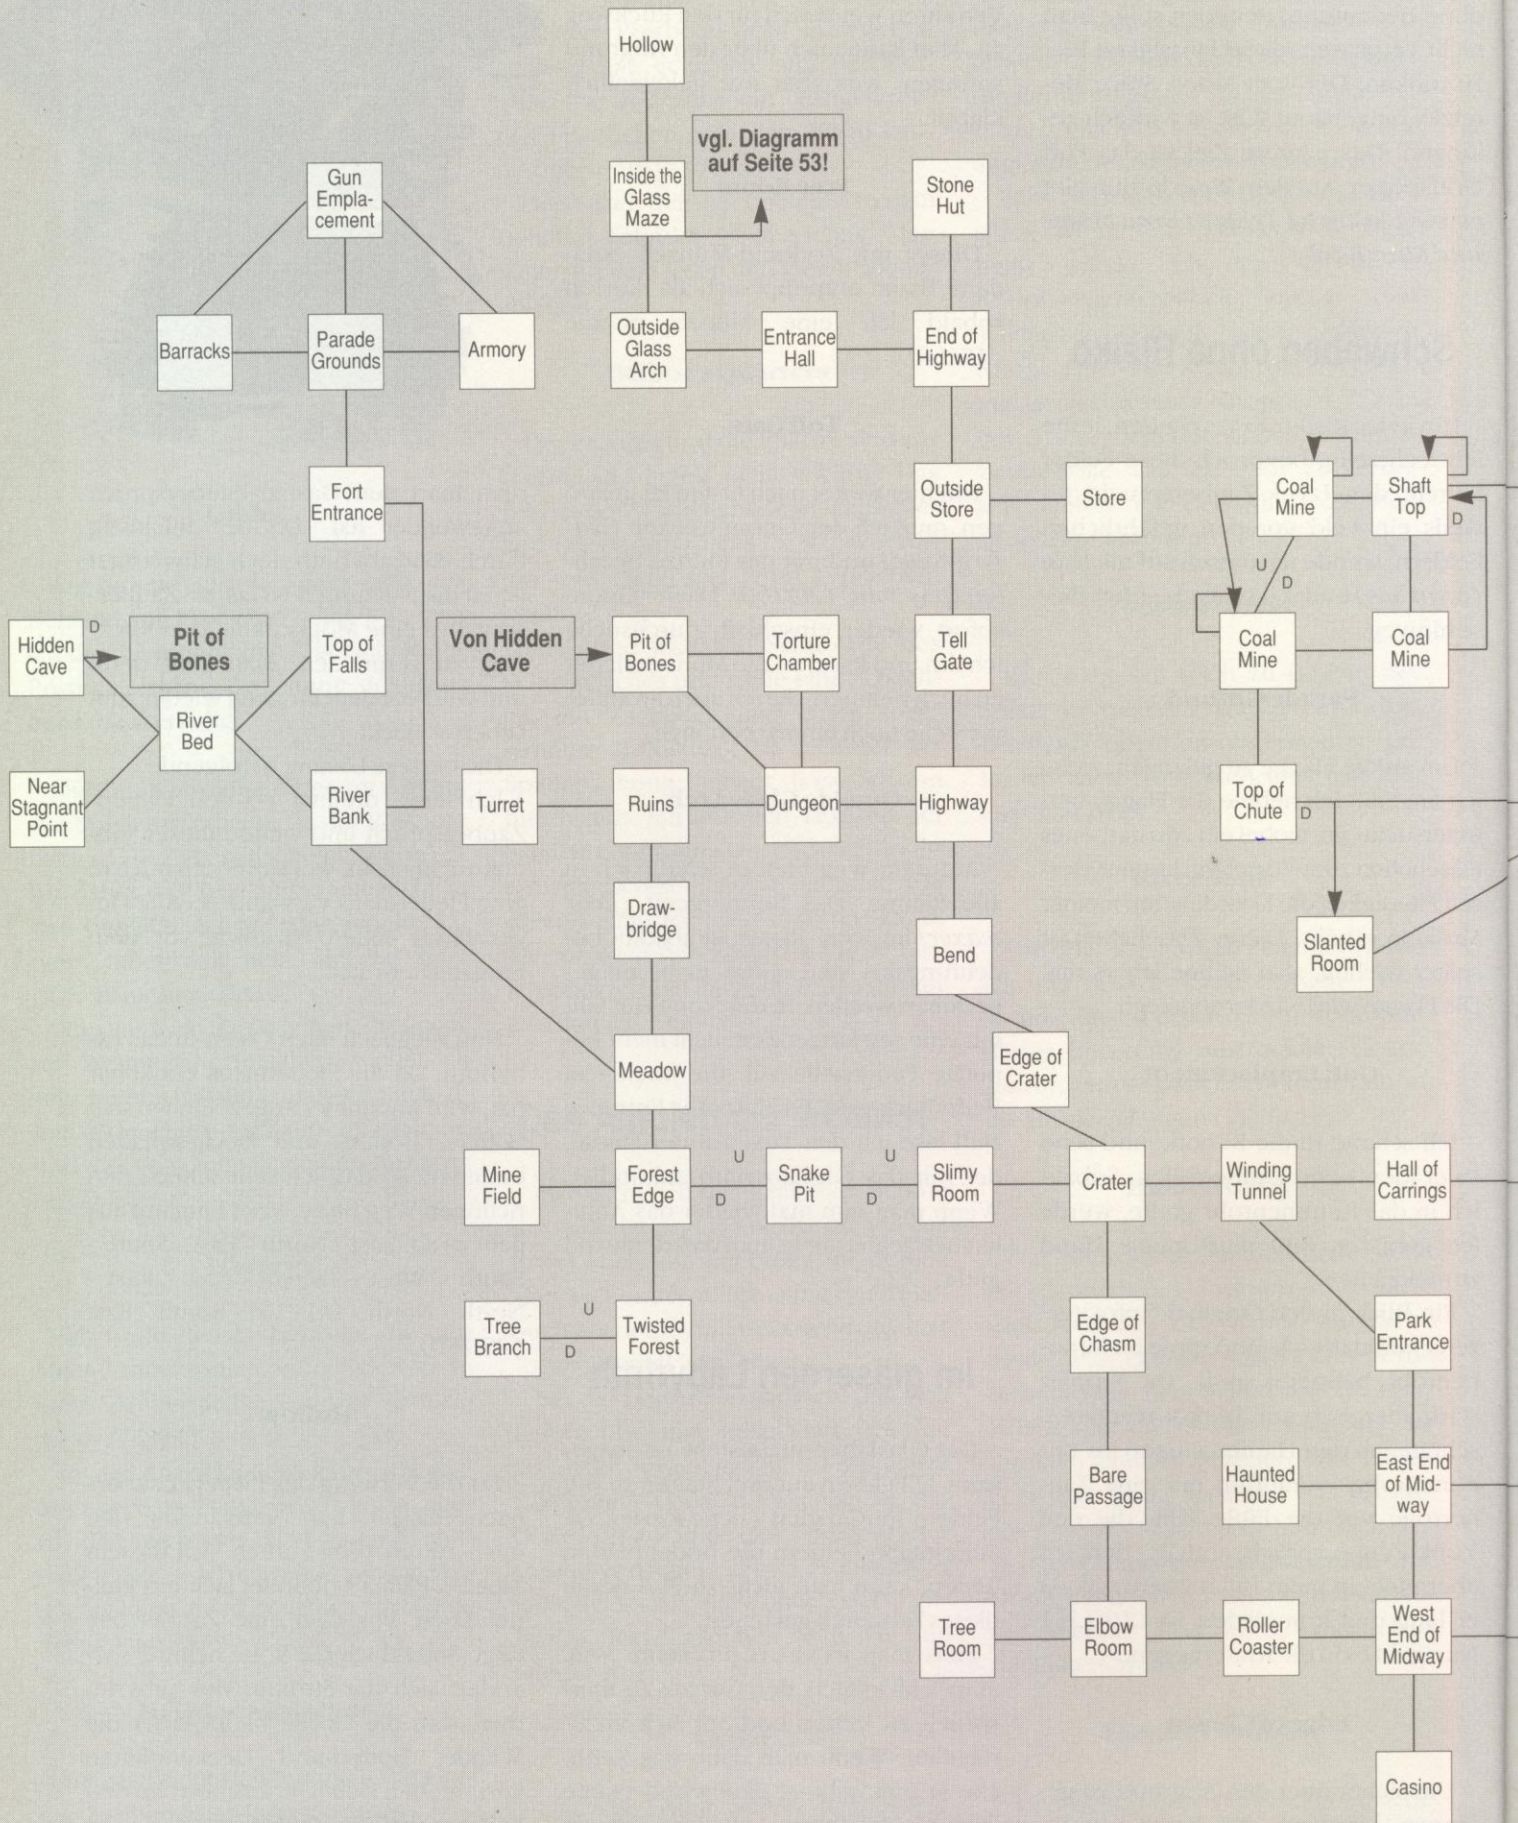 Hollow
vgl. Diagramm
auf Seite 53!
Gun
Empla-
cement
Inside the
Glass
Maze
Stone
Hut
Barracks
Parade
Grounds
Armory
Outside
Glass
Arch
Entrance
Hall
End of
Highway
Fort
Entrance
Outside
Store
Store
Coal
Mine
Shaft
Top
D
U
D
Hidden
Cave
D
Pit of
Bones
Top of
Falls
Von Hidden
Cave
Pit of
Bones
Torture
Chamber
Tell
Gate
Coal
Mine
Coal
Mine
River
Bed
Near
Stagnant
Point
River
Bank
Turret
Ruins
Dungeon
Highway
Top of
Chute
D
Draw-
bridge
Bend
Slanted
Room
Meadow
Edge of
Crater
Mine
Field
Forest
Edge
U
D
Snake
Pit
U
D
Slimy
Room
Crater
Winding
Tunnel
Hall of
Carrings
Tree
Branch
U
D
Twisted
Forest
Edge of
Chasm
Park
Entrance
Bare
Passage
Haunted
House
East End
of Mid-
way
Tree
Room
Elbow
Room
Roller
Coaster
West
End of
Midway
Casino